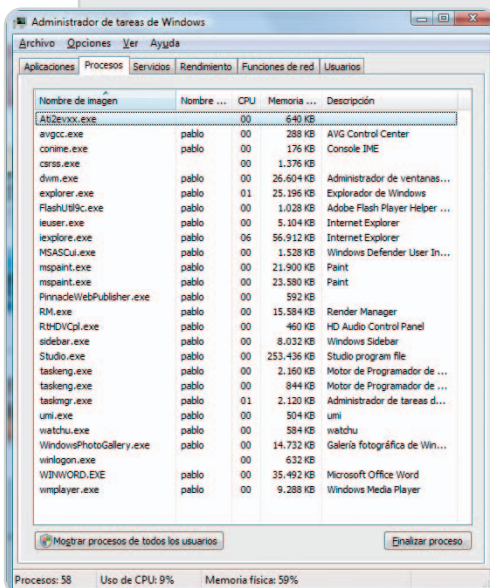 Administrador de tareas de Windows
Archivo Opciones Ver Ayuda
Aplicaciones Procesos Servicios Rendimiento Funciones de red Usuarios
Nombre de imagen Nombre ... CPU Memoria ... Descripción
Ati2evxx.exe 00 640 KB
avgcc.exe pablo 00 288 KB AVG Control Center
conime.exe pablo 00 176 KB Console IME
csrss.exe 00 1.376 KB
dwm.exe pablo 00 26.604 KB Administrador de ventanas...
explorer.exe pablo 01 25.196 KB Explorador de Windows
FlashUtil9c.exe pablo 00 1.028 KB Adobe Flash Player Helper ...
ieuser.exe pablo 00 5.104 KB Internet Explorer
iexplore.exe pablo 06 56.912 KB Internet Explorer
MSASCui.exe pablo 00 1.528 KB Windows Defender User In...
mspaint.exe pablo 00 21.900 KB Paint
mspaint.exe pablo 00 23.580 KB Paint
PinnacleWebPublisher.exe pablo 00 592 KB
RM.exe pablo 00 15.584 KB Render Manager
RtHDVCpl.exe pablo 00 460 KB HD Audio Control Panel
sidebar.exe pablo 00 8.032 KB Windows Sidebar
Studio.exe pablo 00 253.436 KB Studio program file
taskeng.exe pablo 00 2.160 KB Motor de Programador de ...
taskeng.exe pablo 00 844 KB Motor de Programador de ...
taskmgr.exe pablo 01 2.120 KB Administrador de tareas d...
umi.exe pablo 00 504 KB umi
watchu.exe pablo 00 584 KB watchu
WindowsPhotoGallery.exe pablo 00 14.732 KB Galería fotográfica de Win...
winlogon.exe 00 632 KB
WINWORD.EXE pablo 00 35.492 KB Microsoft Office Word
wmplayer.exe pablo 00 9.288 KB Windows Media Player
Mostrar procesos de todos los usuarios Finalizar proceso
Procesos: 58 Uso de CPU: 9% Memoria física: 59%